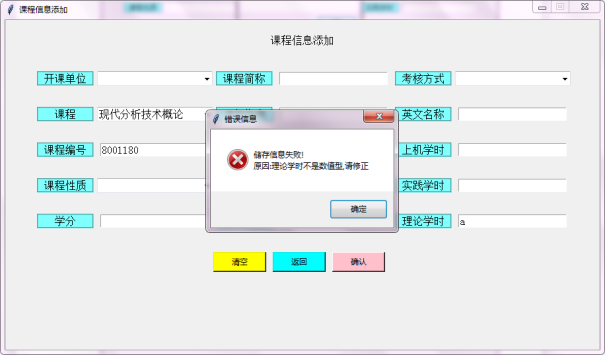 课程信息添加
课程信息添加
开课单位
课程简称
考核方式
课程
现代分析技术概论
英文名称
课程编号
8001180
上机学时
课程性质
实践学时
学分
理论学时
a
错误信息
储存信息失败!
原因:理论学时不是数值型,请修正
确定
清空
返回
确认